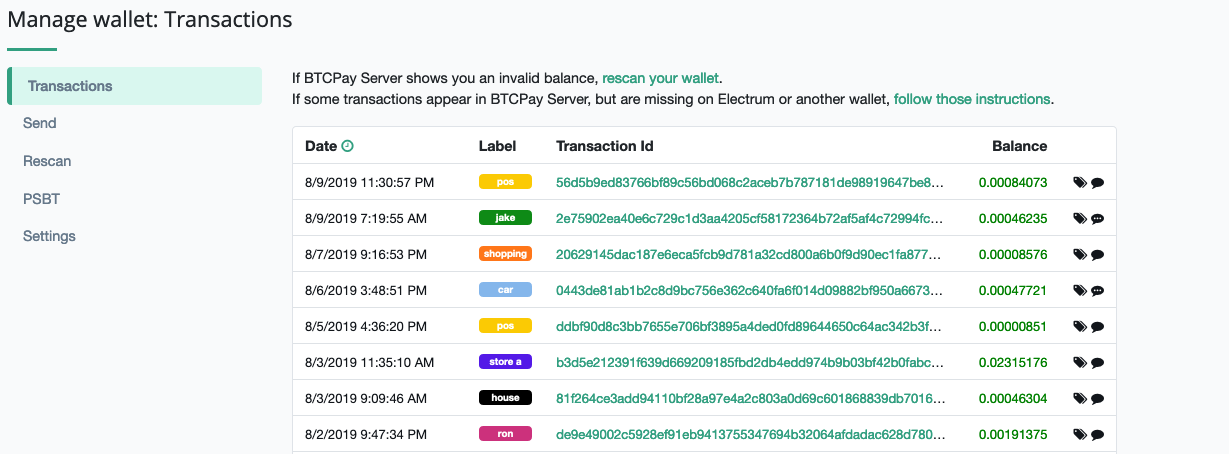 Manage wallet: Transactions
Transactions
Send
Rescan
PSBT
Settings
If BTCPay Server shows you an invalid balance, rescan your wallet.
If some transactions appear in BTCPay Server, but are missing on Electrum or another wallet, follow those instructions.
Date Label Transaction Id Balance
8/9/2019 11:30:57 PM pos 56d5b9ed83766bf89c56bd068c2aceb7b787181de98919647be8... 0.00084073
8/9/2019 7:19:55 AM jake 2e75902ea40e6c729c1d3aa4205cf58172364b72af5af4c72994fc... 0.00046235
8/7/2019 9:16:53 PM shopping 20629145dac187e6eca5fcb9d781a32cd800a6b0f9d90ec1fa877... 0.00008576
8/6/2019 3:48:51 PM car 0443de81ab1b2c8d9bc756e362c640fa6f014d09882bf950a6673... 0.00047721
8/5/2019 4:36:20 PM pos ddbf90d8c3bb7655e706bf3895a4ded0fd89644650c64ac342b3f... 0.00000851
8/3/2019 11:35:10 AM store a b3d5e212391f639d669209185fbd2db4edd974b9b03bf42b0fabc... 0.02315176
8/3/2019 9:09:46 AM house 81f264ce3add94110bf28a97e4a2c803a0d69c601868839db7016... 0.00046304
8/2/2019 9:47:34 PM ron de9e49002c5928ef91eb9413755347694b32064afdadac628d780... 0.00191375